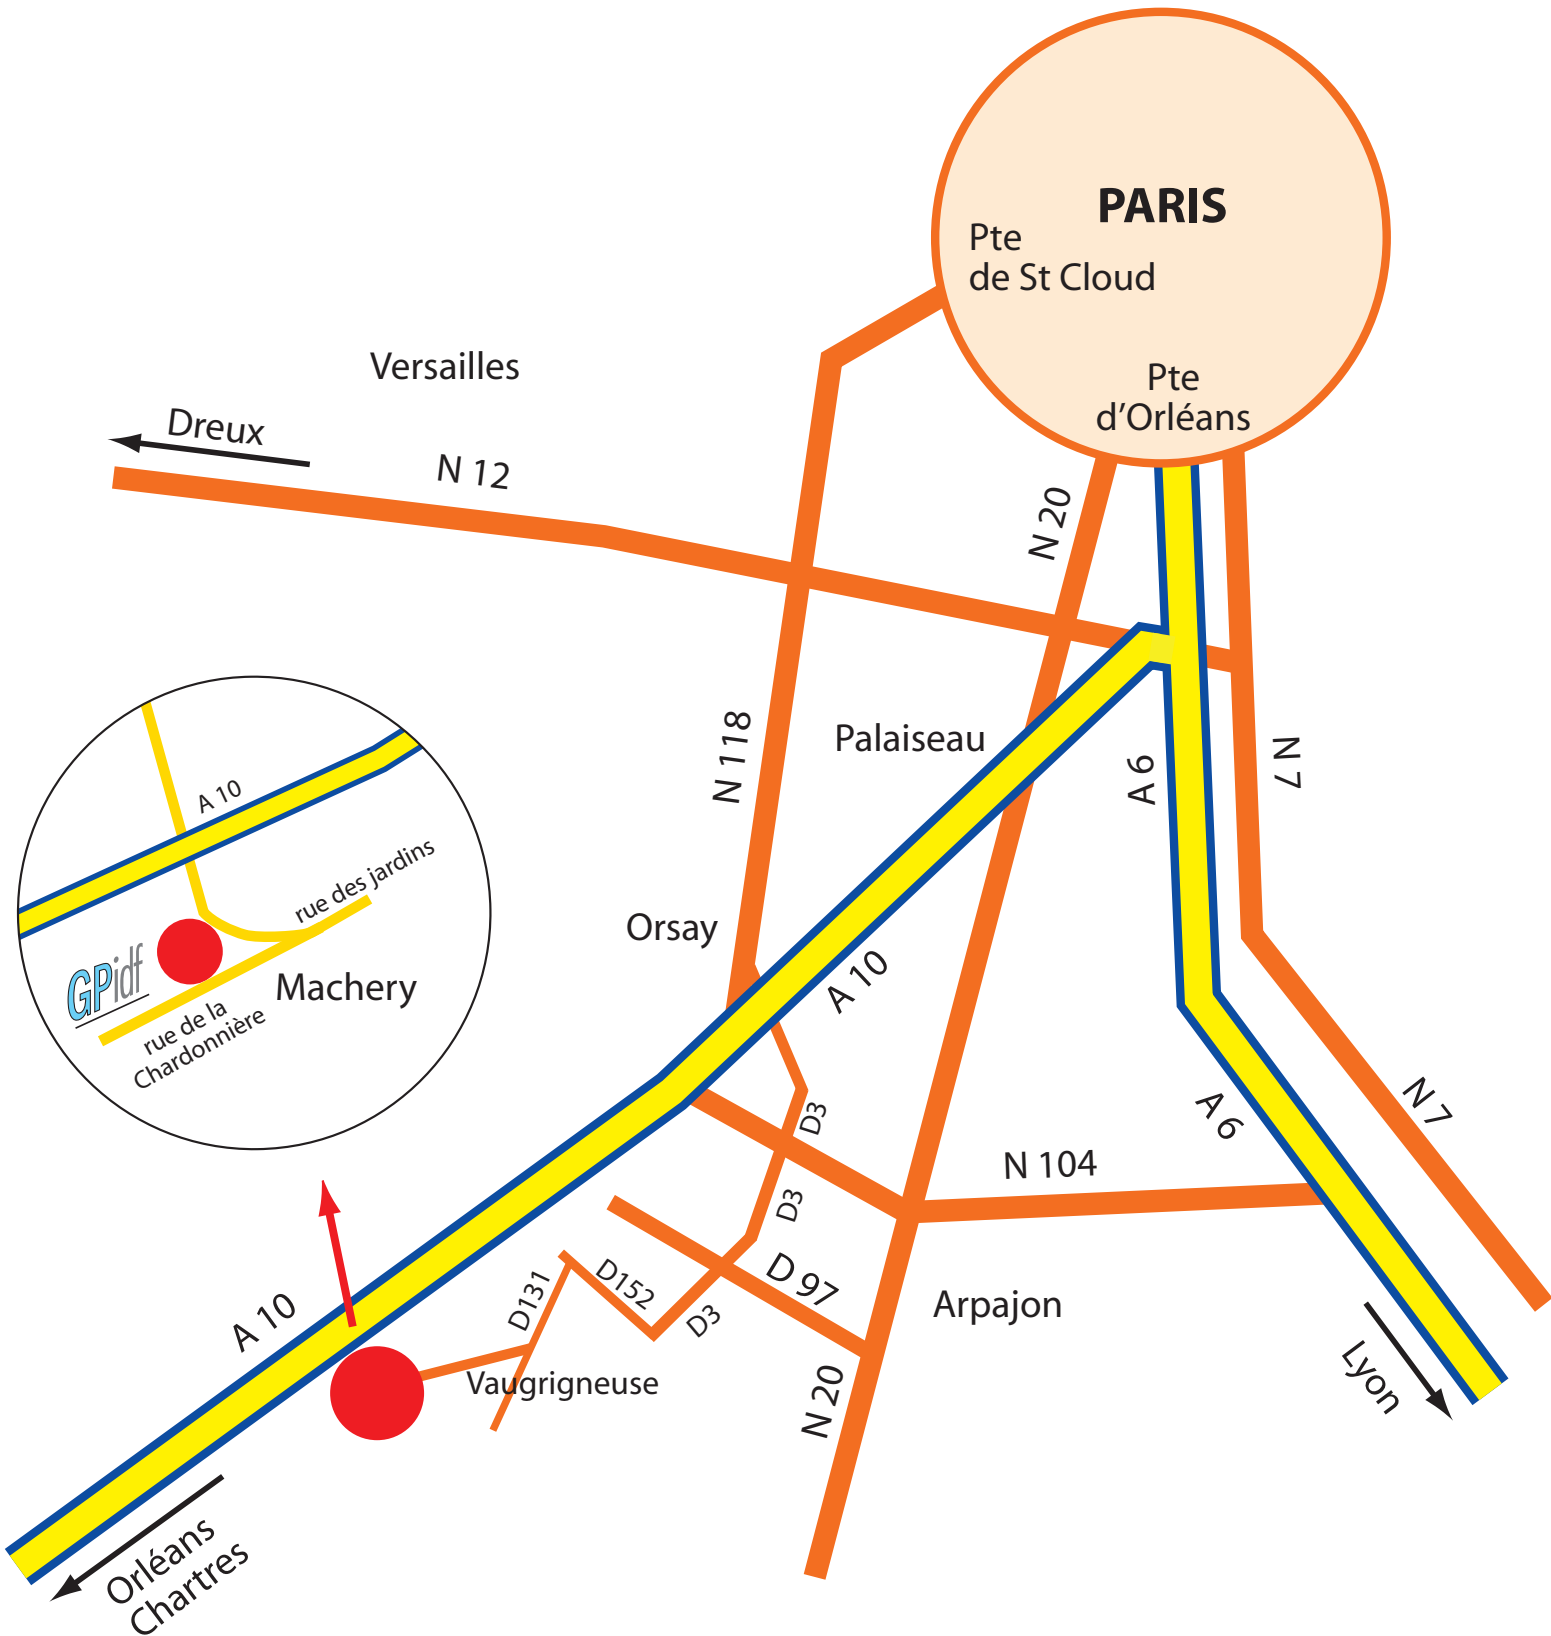 PARIS
Pte
de St Cloud
Pte
d'Orléans
Versailles
Dreux
N 12
N 20
N 118
Palaiseau
A 6
N 7
A 10
rue des jardins
Orsay
A 10
GPidf
Machery
rue de la
Chardonnière
D3
A 6
N 7
N 104
D3
D 97
D152
D131
D3
A 10
Arpajon
Vaugrigneuse
N 20
Lyon
Orléans
Chartres